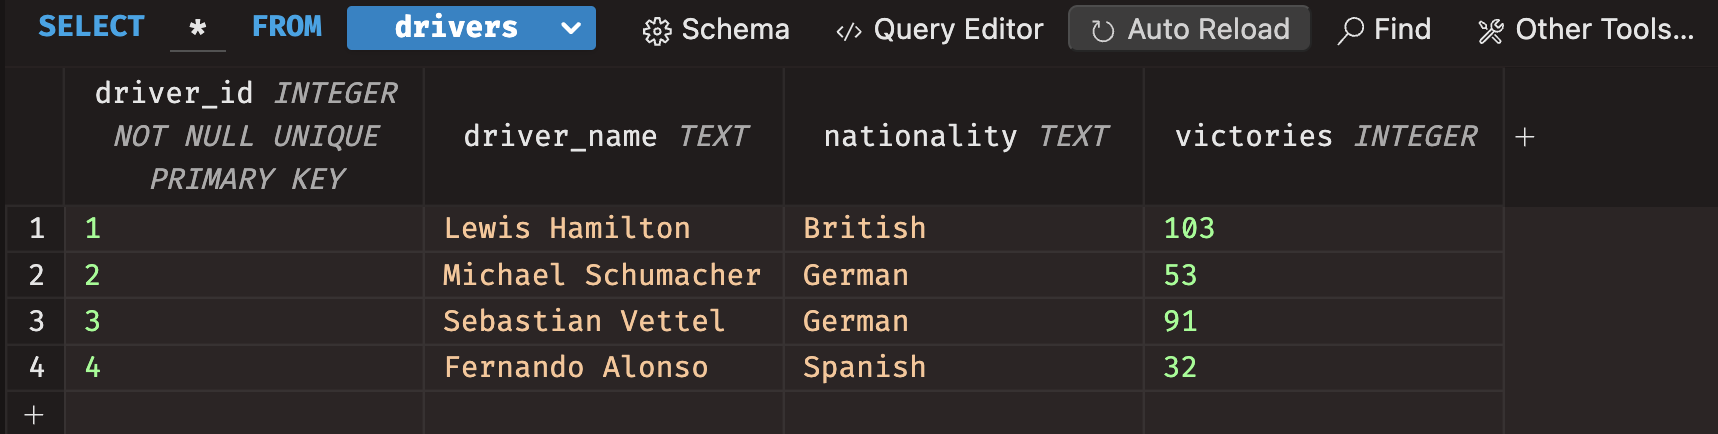 SELECT * FROM drivers Schema </> Query Editor Auto Reload Find Other Tools...
driver_id INTEGER NOT NULL UNIQUE PRIMARY KEY driver_name TEXT nationality TEXT victories INTEGER +
1 1 Lewis Hamilton British 103
2 2 Michael Schumacher German 53
3 3 Sebastian Vettel German 91
4 4 Fernando Alonso Spanish 32
+